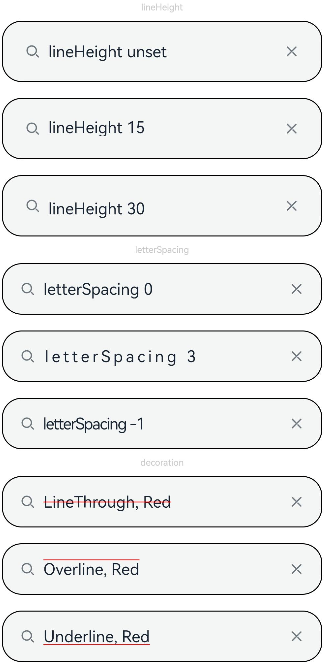 lineHeight
lineHeight unset
lineHeight 15
lineHeight 30
letterSpacing
letterSpacing 0
letterSpacing 3
letterSpacing -1
decoration
LineThrough, Red
Overline, Red
Underline, Red